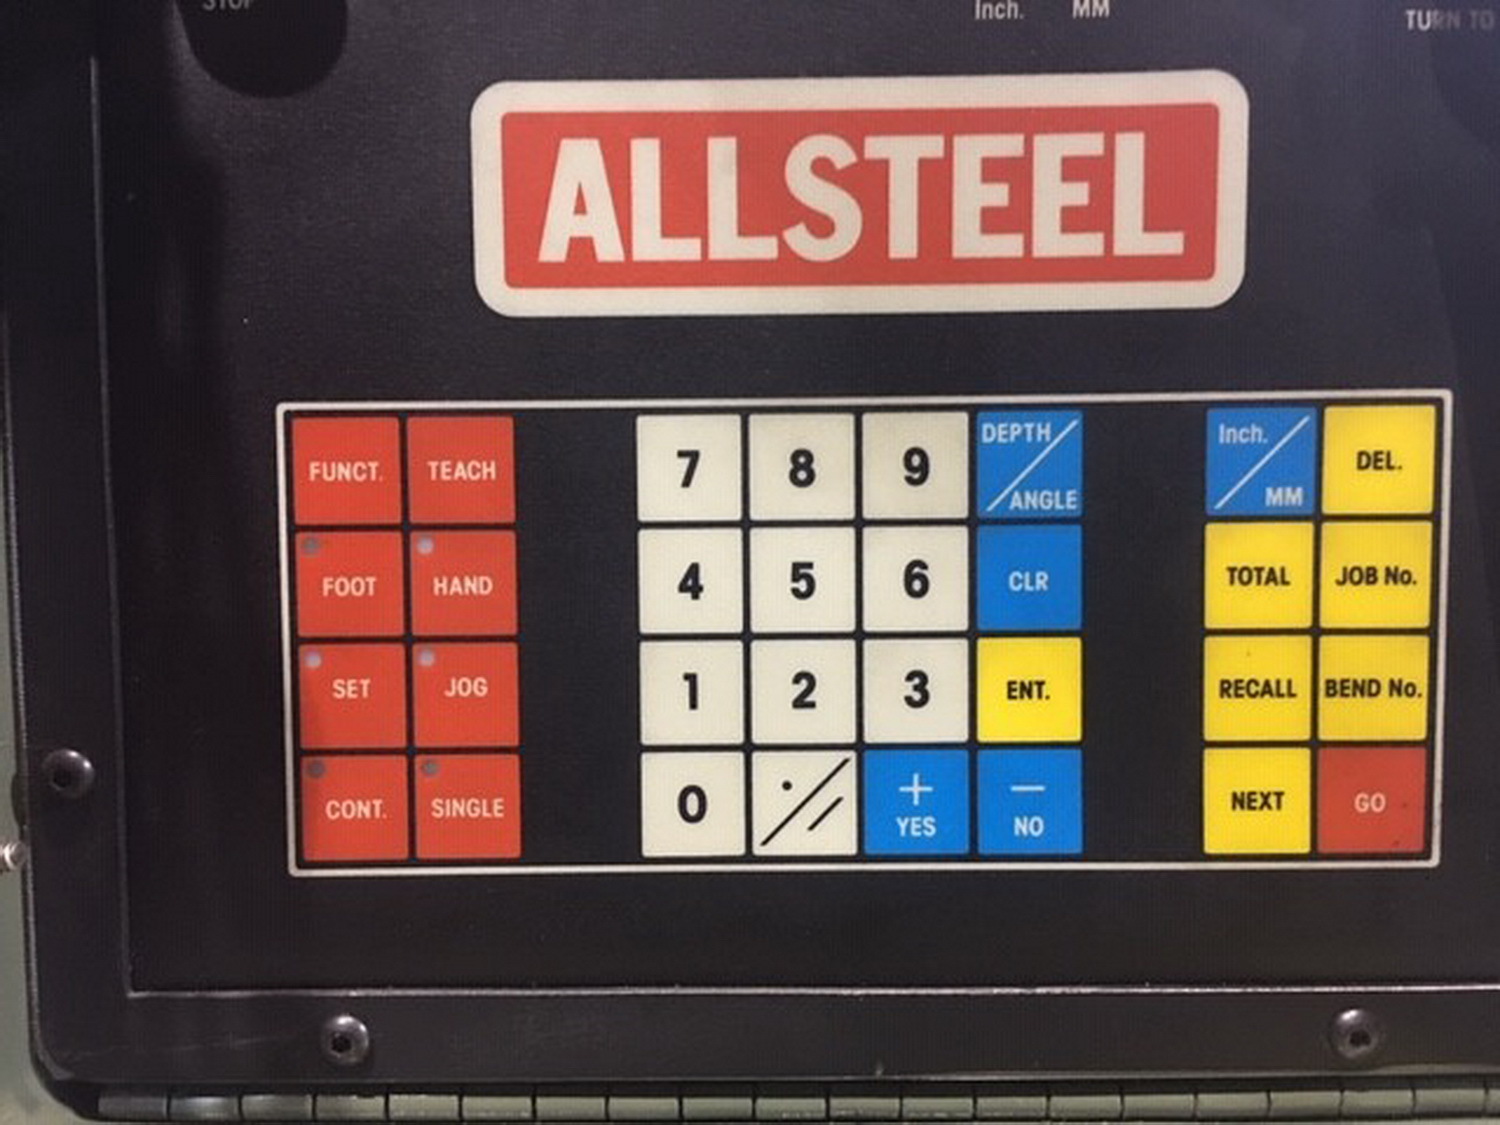 STOP
Inch. MM
TURN TO
ALLSTEEL
FUNCT. TEACH 7 8 9 DEPTH/ANGLE Inch./MM DEL.
FOOT HAND 4 5 6 CLR TOTAL JOB No.
SET JOG 1 2 3 ENT. RECALL BEND No.
CONT. SINGLE 0 . / / + YES − NO NEXT GO